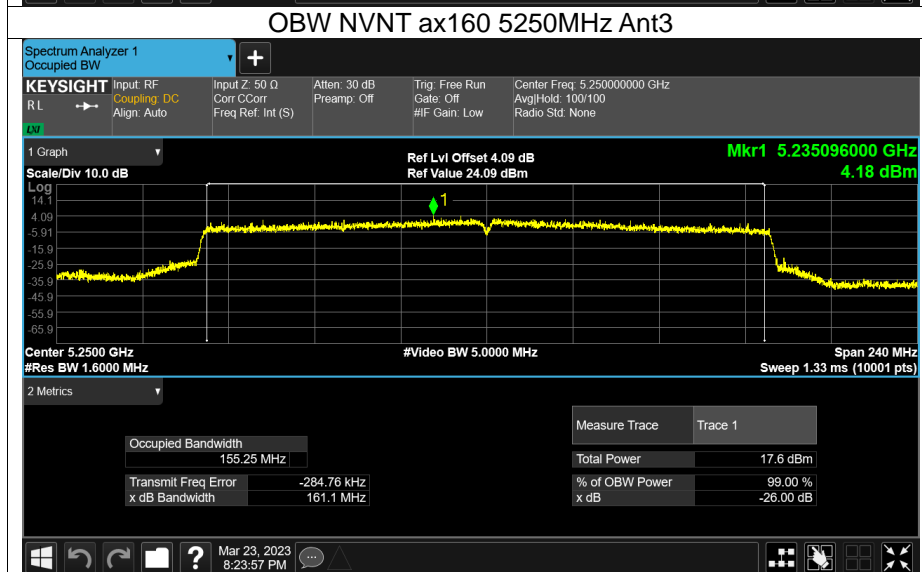 OBW NVNT ax160 5250MHz Ant3
Spectrum Analyzer 1
Occupied BW
+
KEYSIGHT Input: RF Input Z: 50 Ω Atten: 30 dB Trig: Free Run Center Freq: 5.250000000 GHz
RL Coupling: DC Corr CCorr Preamp: Off Gate: Off Avg|Hold: 100/100
Align: Auto Freq Ref: Int (S) #IF Gain: Low Radio Std: None
LXI
1 Graph Ref Lvl Offset 4.09 dB Mkr1 5.235096000 GHz
Scale/Div 10.0 dB Ref Value 24.09 dBm 4.18 dBm
Log
14.1
1
4.09
-5.91
-15.9
-25.9
-35.9
-45.9
-55.9
-65.9
Center 5.2500 GHz #Video BW 5.0000 MHz Span 240 MHz
#Res BW 1.6000 MHz Sweep 1.33 ms (10001 pts)
2 Metrics
Measure Trace Trace 1
Occupied Bandwidth
155.25 MHz Total Power 17.6 dBm
Transmit Freq Error -284.76 kHz % of OBW Power 99.00 %
x dB Bandwidth 161.1 MHz x dB -26.00 dB
? Mar 23, 2023
8:23:57 PM